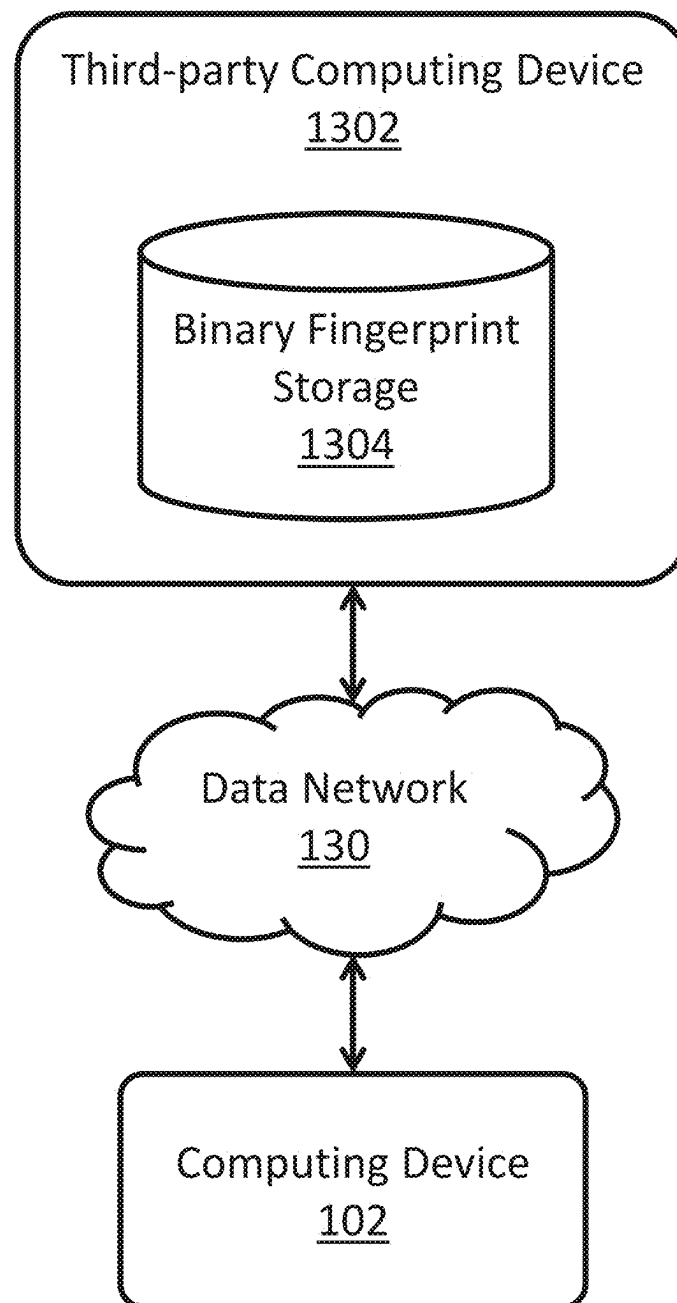 Third-party Computing Device
1302
Binary Fingerprint
Storage
1304
Data Network
130
Computing Device
102